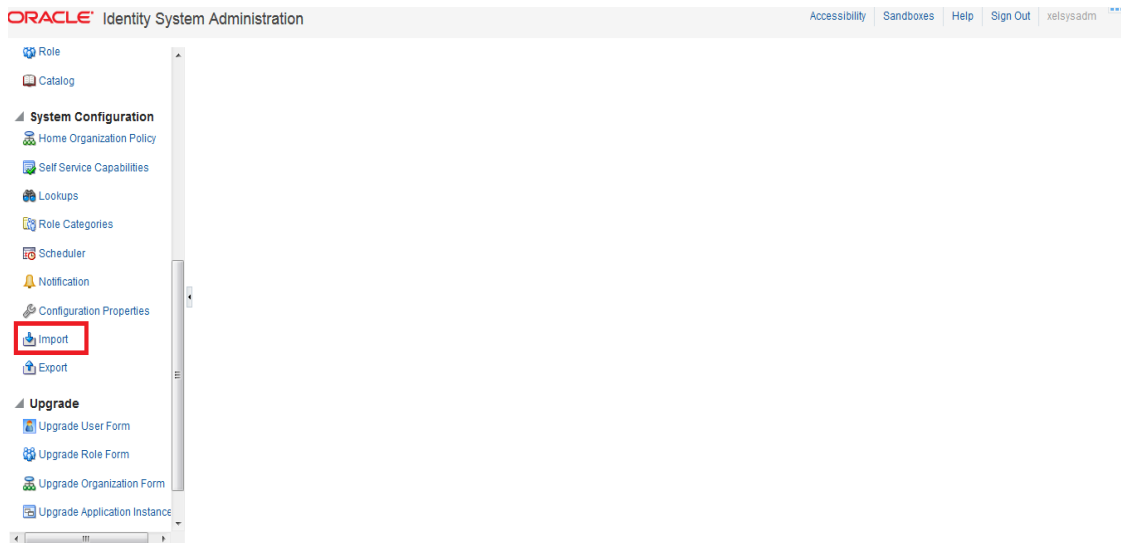 ORACLE® Identity System Administration
Accessibility Sandboxes Help Sign Out xelsysadm
Role
Catalog
System Configuration
Home Organization Policy
Self Service Capabilities
Lookups
Role Categories
Scheduler
Notification
Configuration Properties
Import
Export
Upgrade
Upgrade User Form
Upgrade Role Form
Upgrade Organization Form
Upgrade Application Instance